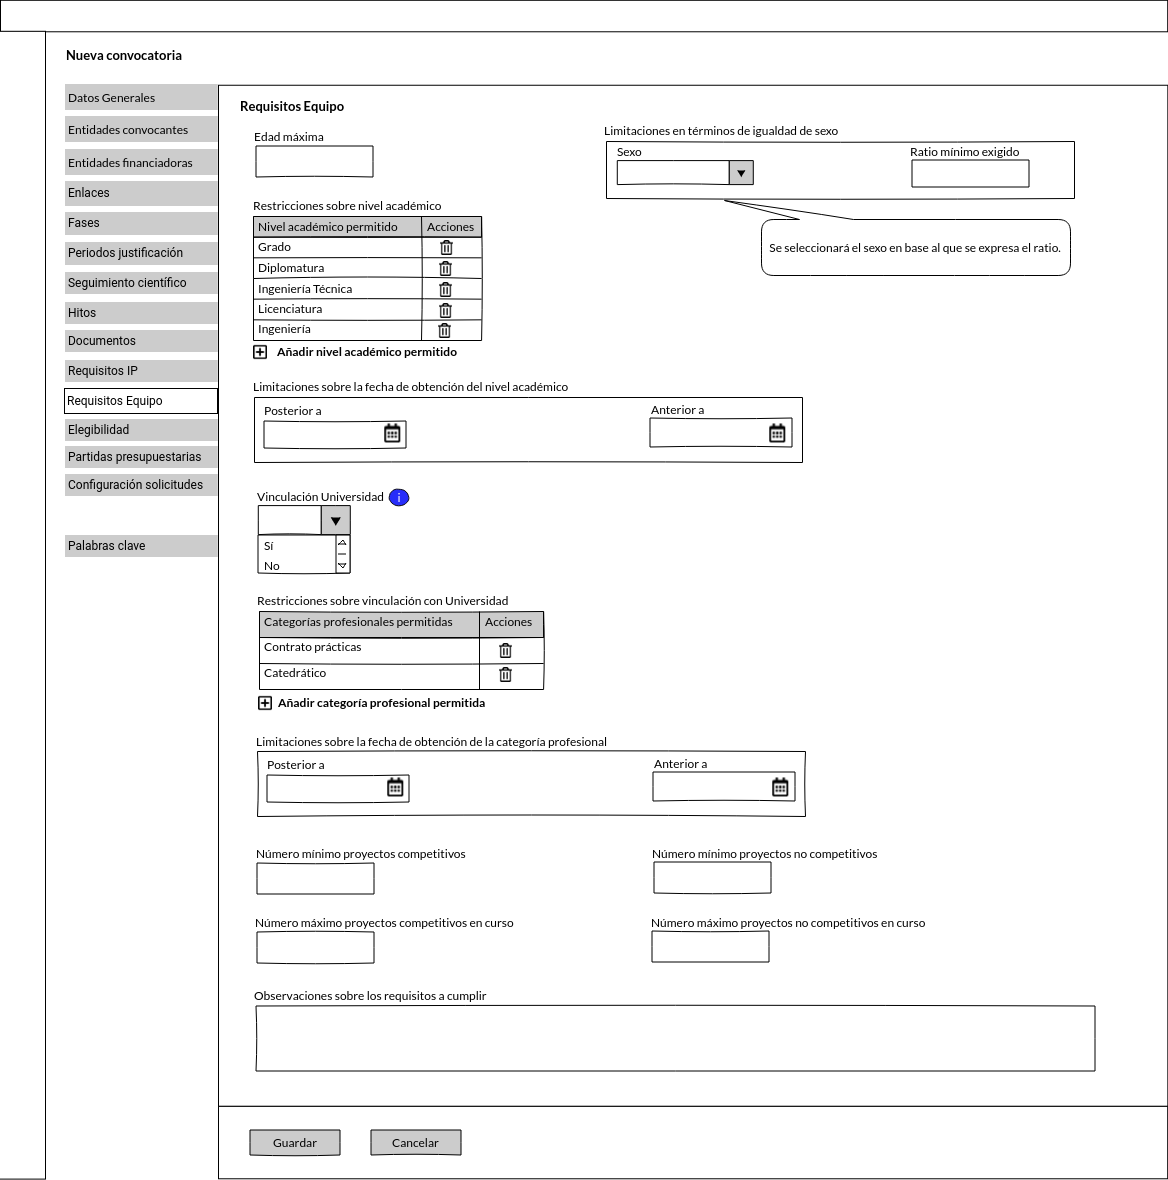 Nueva convocatoria
Datos Generales
Entidades convocantes
Entidades financiadoras
Enlaces
Fases
Periodos justificación
Seguimiento científico
Hitos
Documentos
Requisitos IP
Requisitos Equipo
Elegibilidad
Partidas presupuestarias
Configuración solicitudes
Palabras clave
Requisitos Equipo
Edad máxima
Limitaciones en términos de igualdad de sexo
Sexo
Ratio mínimo exigido
Se seleccionará el sexo en base al que se expresa el ratio.
Restricciones sobre nivel académico
Nivel académico permitido Acciones
Grado
Diplomatura
Ingeniería Técnica
Licenciatura
Ingeniería
Añadir nivel académico permitido
Limitaciones sobre la fecha de obtención del nivel académico
Posterior a
Anterior a
Vinculación Universidad i
Sí
No
Restricciones sobre vinculación con Universidad
Categorías profesionales permitidas Acciones
Contrato prácticas
Catedrático
Añadir categoría profesional permitida
Limitaciones sobre la fecha de obtención de la categoría profesional
Posterior a
Anterior a
Número mínimo proyectos competitivos
Número mínimo proyectos no competitivos
Número máximo proyectos competitivos en curso
Número máximo proyectos no competitivos en curso
Observaciones sobre los requisitos a cumplir
Guardar
Cancelar